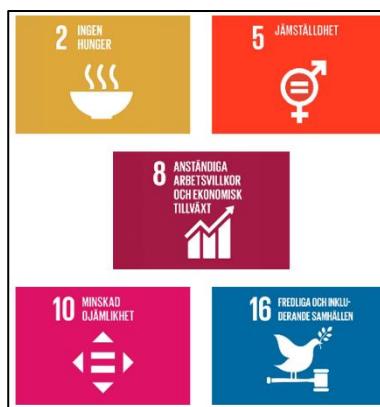 2 INGEN
HUNGER
5 JÄMSTÄLLDHET
8 ANSTÄNDIGA
ARBETSVILLKOR
OCH EKONOMISK
TILLVÄXT
10 MINSKAD
OJÄMLIKHET
16 FREDLIGA OCH INKLU-
DERANDE SAMHÄLLEN